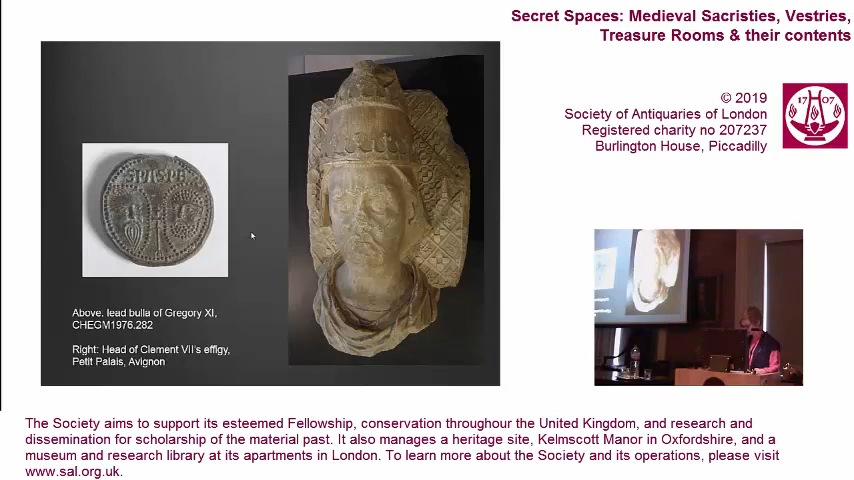 Secret Spaces: Medieval Sacristies, Vestries,
Treasure Rooms & their contents
© 2019
Society of Antiquaries of London
Registered charity no 207237
Burlington House, Piccadilly
17 07
SPASPE
Above, lead bulla of Gregory XI,
CHEGM1976.282
Right: Head of Clement VII's effigy,
Petit Palais, Avignon
The Society aims to support its esteemed Fellowship, conservation throughour the United Kingdom, and research and
dissemination for scholarship of the material past. It also manages a heritage site, Kelmscott Manor in Oxfordshire, and a
museum and research library at its apartments in London. To learn more about the Society and its operations, please visit
www.sal.org.uk.